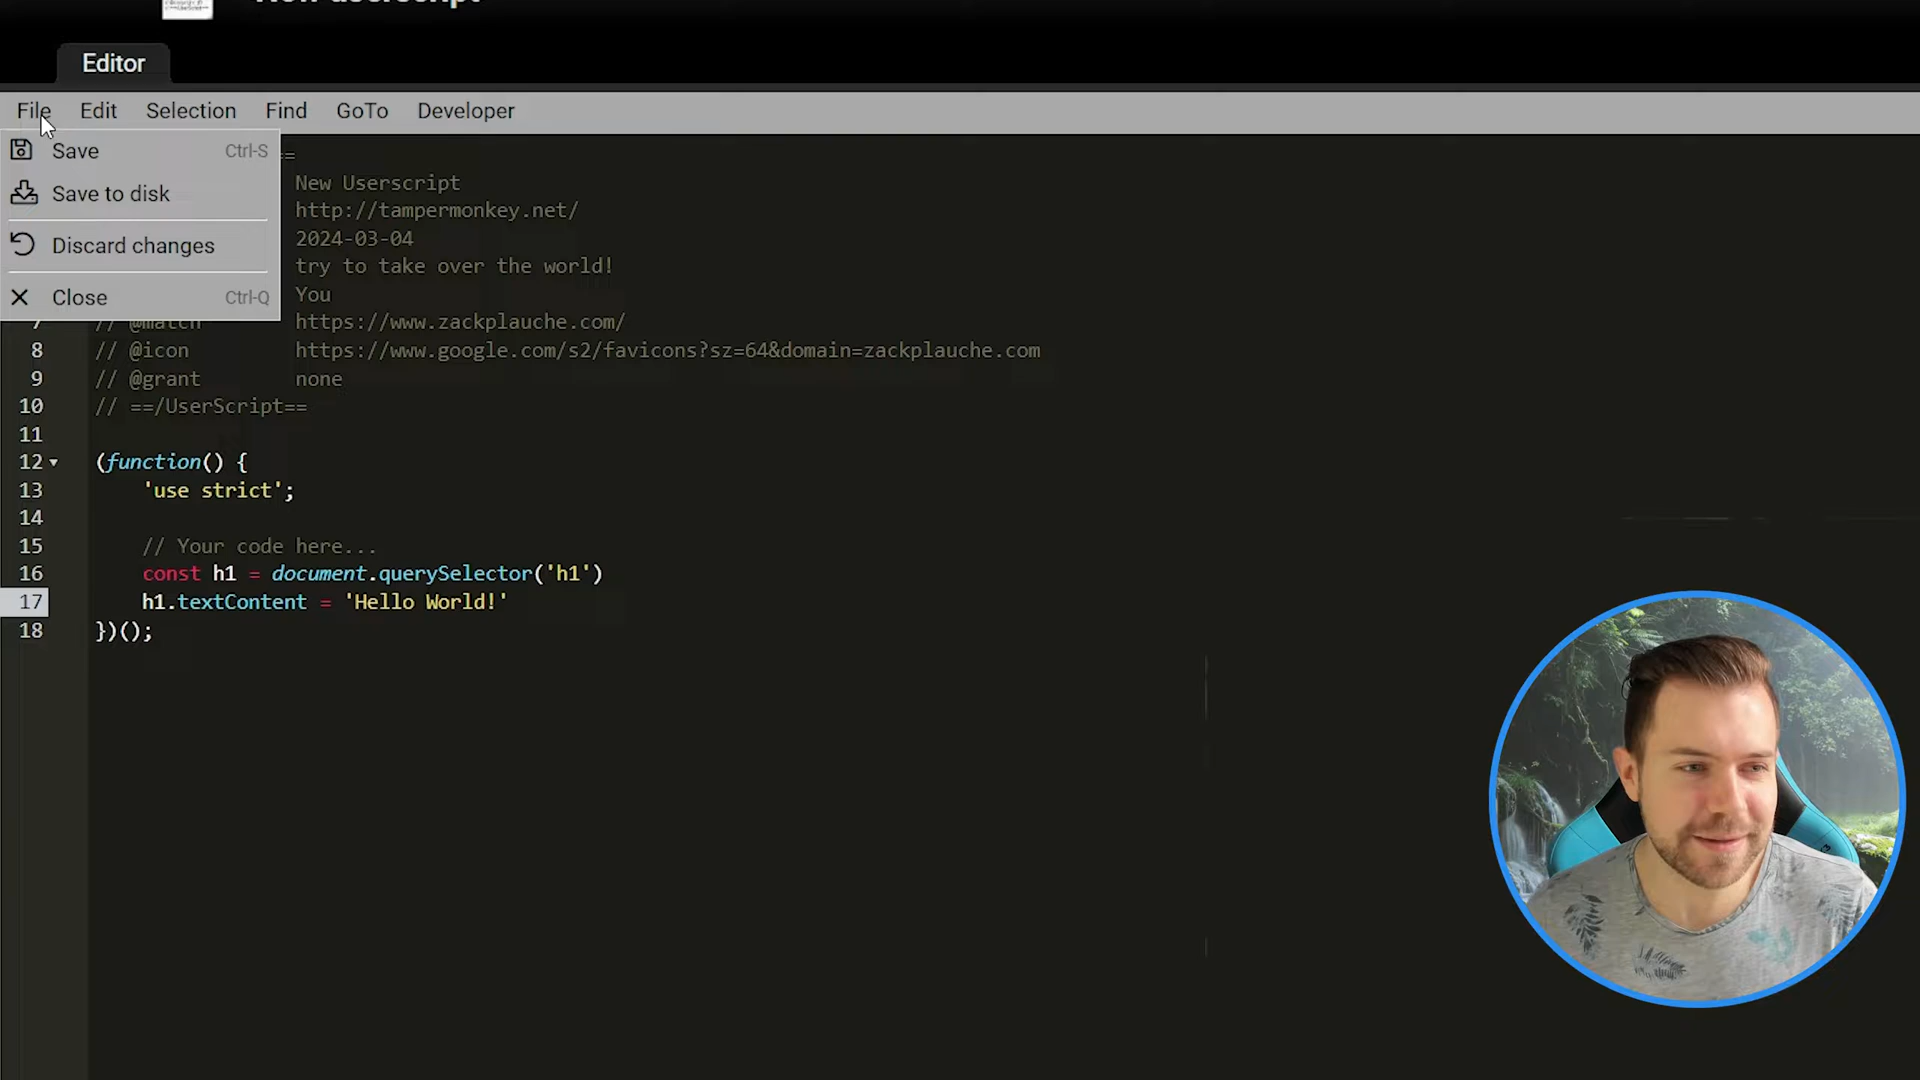 New userscript
Editor
File Edit Selection Find GoTo Developer
Save Ctrl-S
Save to disk
Discard changes
Close Ctrl-Q
==
New Userscript
http://tampermonkey.net/
2024-03-04
try to take over the world!
You
7 // @match https://www.zackplauche.com/
8 // @icon https://www.google.com/s2/favicons?sz=64&domain=zackplauche.com
9 // @grant none
10 // ==/UserScript==
11
12 (function() {
13 'use strict';
14
15 // Your code here...
16 const h1 = document.querySelector('h1')
17 h1.textContent = 'Hello World!'
18 })();